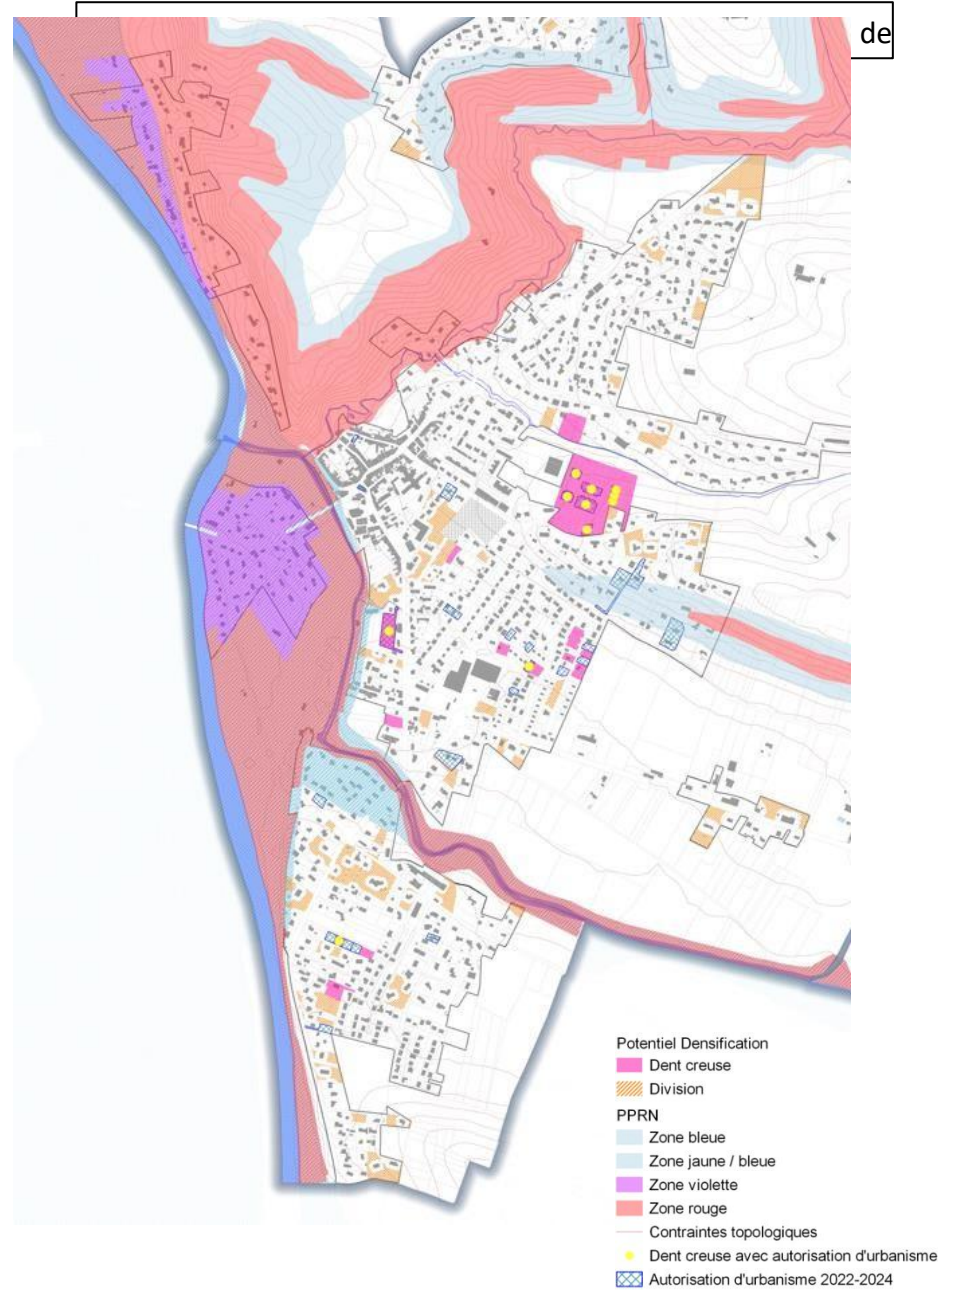 de
Potentiel Densification
Dent creuse
Division
PPRN
Zone bleue
Zone jaune / bleue
Zone violette
Zone rouge
Contraintes topologiques
Dent creuse avec autorisation d'urbanisme
Autorisation d'urbanisme 2022-2024